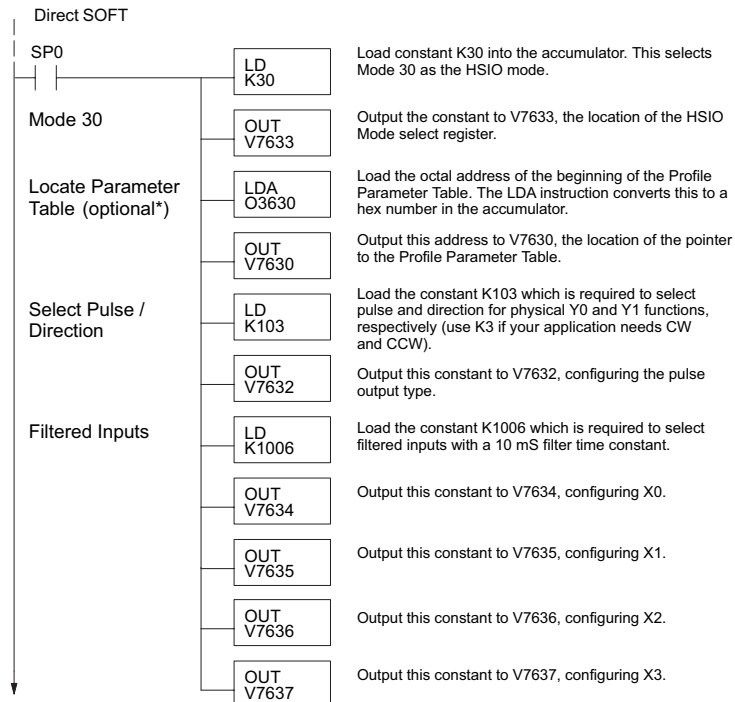 Direct SOFT
SP0
LD
K30
Load constant K30 into the accumulator. This selects
Mode 30 as the HSIO mode.
Mode 30
OUT
V7633
Output the constant to V7633, the location of the HSIO
Mode select register.
Locate Parameter
Table (optional*)
LDA
O3630
Load the octal address of the beginning of the Profile
Parameter Table. The LDA instruction converts this to a
hex number in the accumulator.
OUT
V7630
Output this address to V7630, the location of the pointer
to the Profile Parameter Table.
Select Pulse /
Direction
LD
K103
Load the constant K103 which is required to select
pulse and direction for physical Y0 and Y1 functions,
respectively (use K3 if your application needs CW
and CCW).
OUT
V7632
Output this constant to V7632, configuring the pulse
output type.
Filtered Inputs
LD
K1006
Load the constant K1006 which is required to select
filtered inputs with a 10 mS filter time constant.
OUT
V7634
Output this constant to V7634, configuring X0.
OUT
V7635
Output this constant to V7635, configuring X1.
OUT
V7636
Output this constant to V7636, configuring X2.
OUT
V7637
Output this constant to V7637, configuring X3.